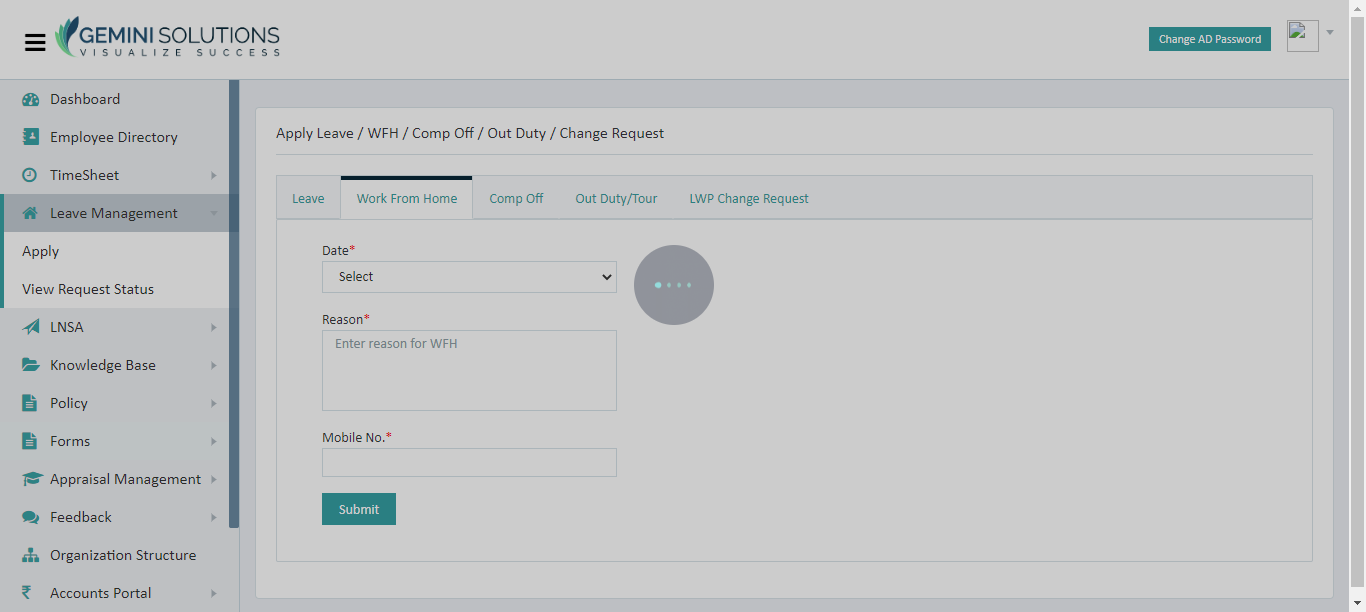 GEMINI SOLUTIONS
VISUALIZE SUCCESS
Change AD Password
Dashboard
Employee Directory
TimeSheet
Leave Management
Apply
View Request Status
LNSA
Knowledge Base
Policy
Forms
Appraisal Management
Feedback
Organization Structure
₹ Accounts Portal
Apply Leave / WFH / Comp Off / Out Duty / Change Request
Leave Work From Home Comp Off Out Duty/Tour LWP Change Request
Date*
Select
Reason*
Enter reason for WFH
Mobile No.*
Submit